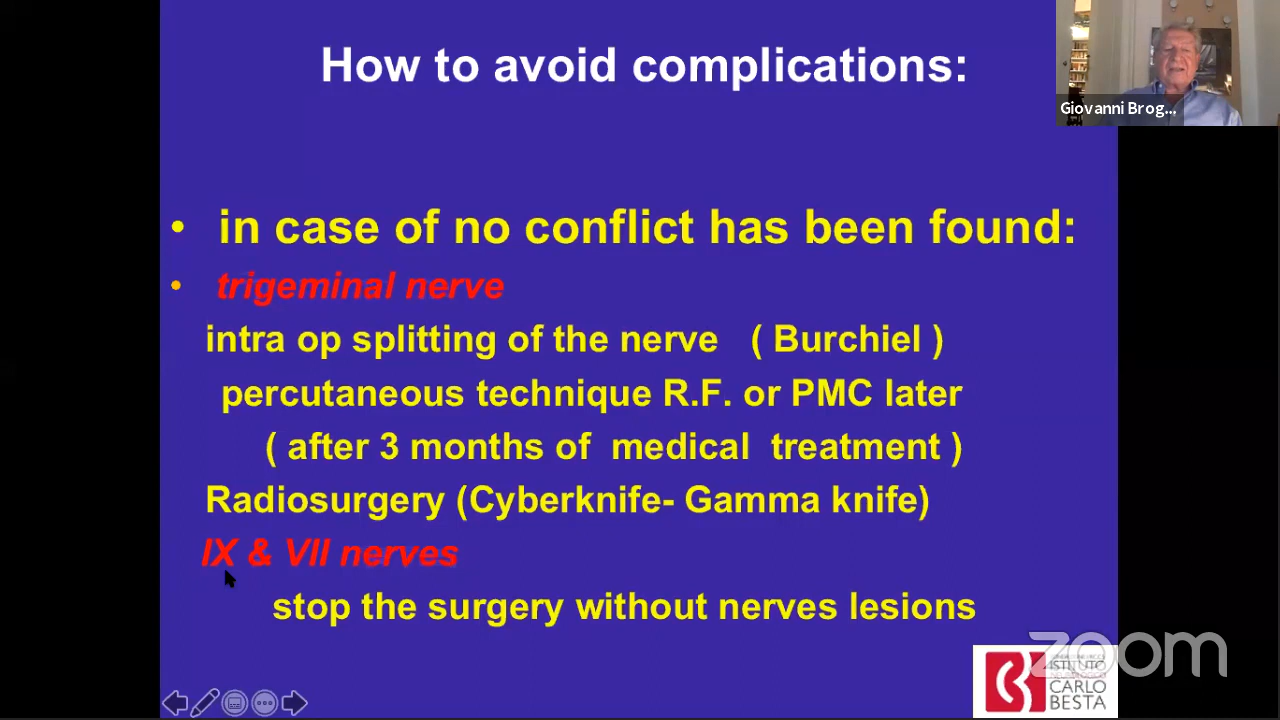 How to avoid complications:
Giovanni Brog...
• in case of no conflict has been found:
• trigeminal nerve
intra op splitting of the nerve ( Burchiel )
percutaneous technique R.F. or PMC later
( after 3 months of medical treatment )
Radiosurgery (Cyberknife- Gamma knife)
IX & VII nerves
stop the surgery without nerves lesions
zoom
ISTITUTO
CARLO
BESTA